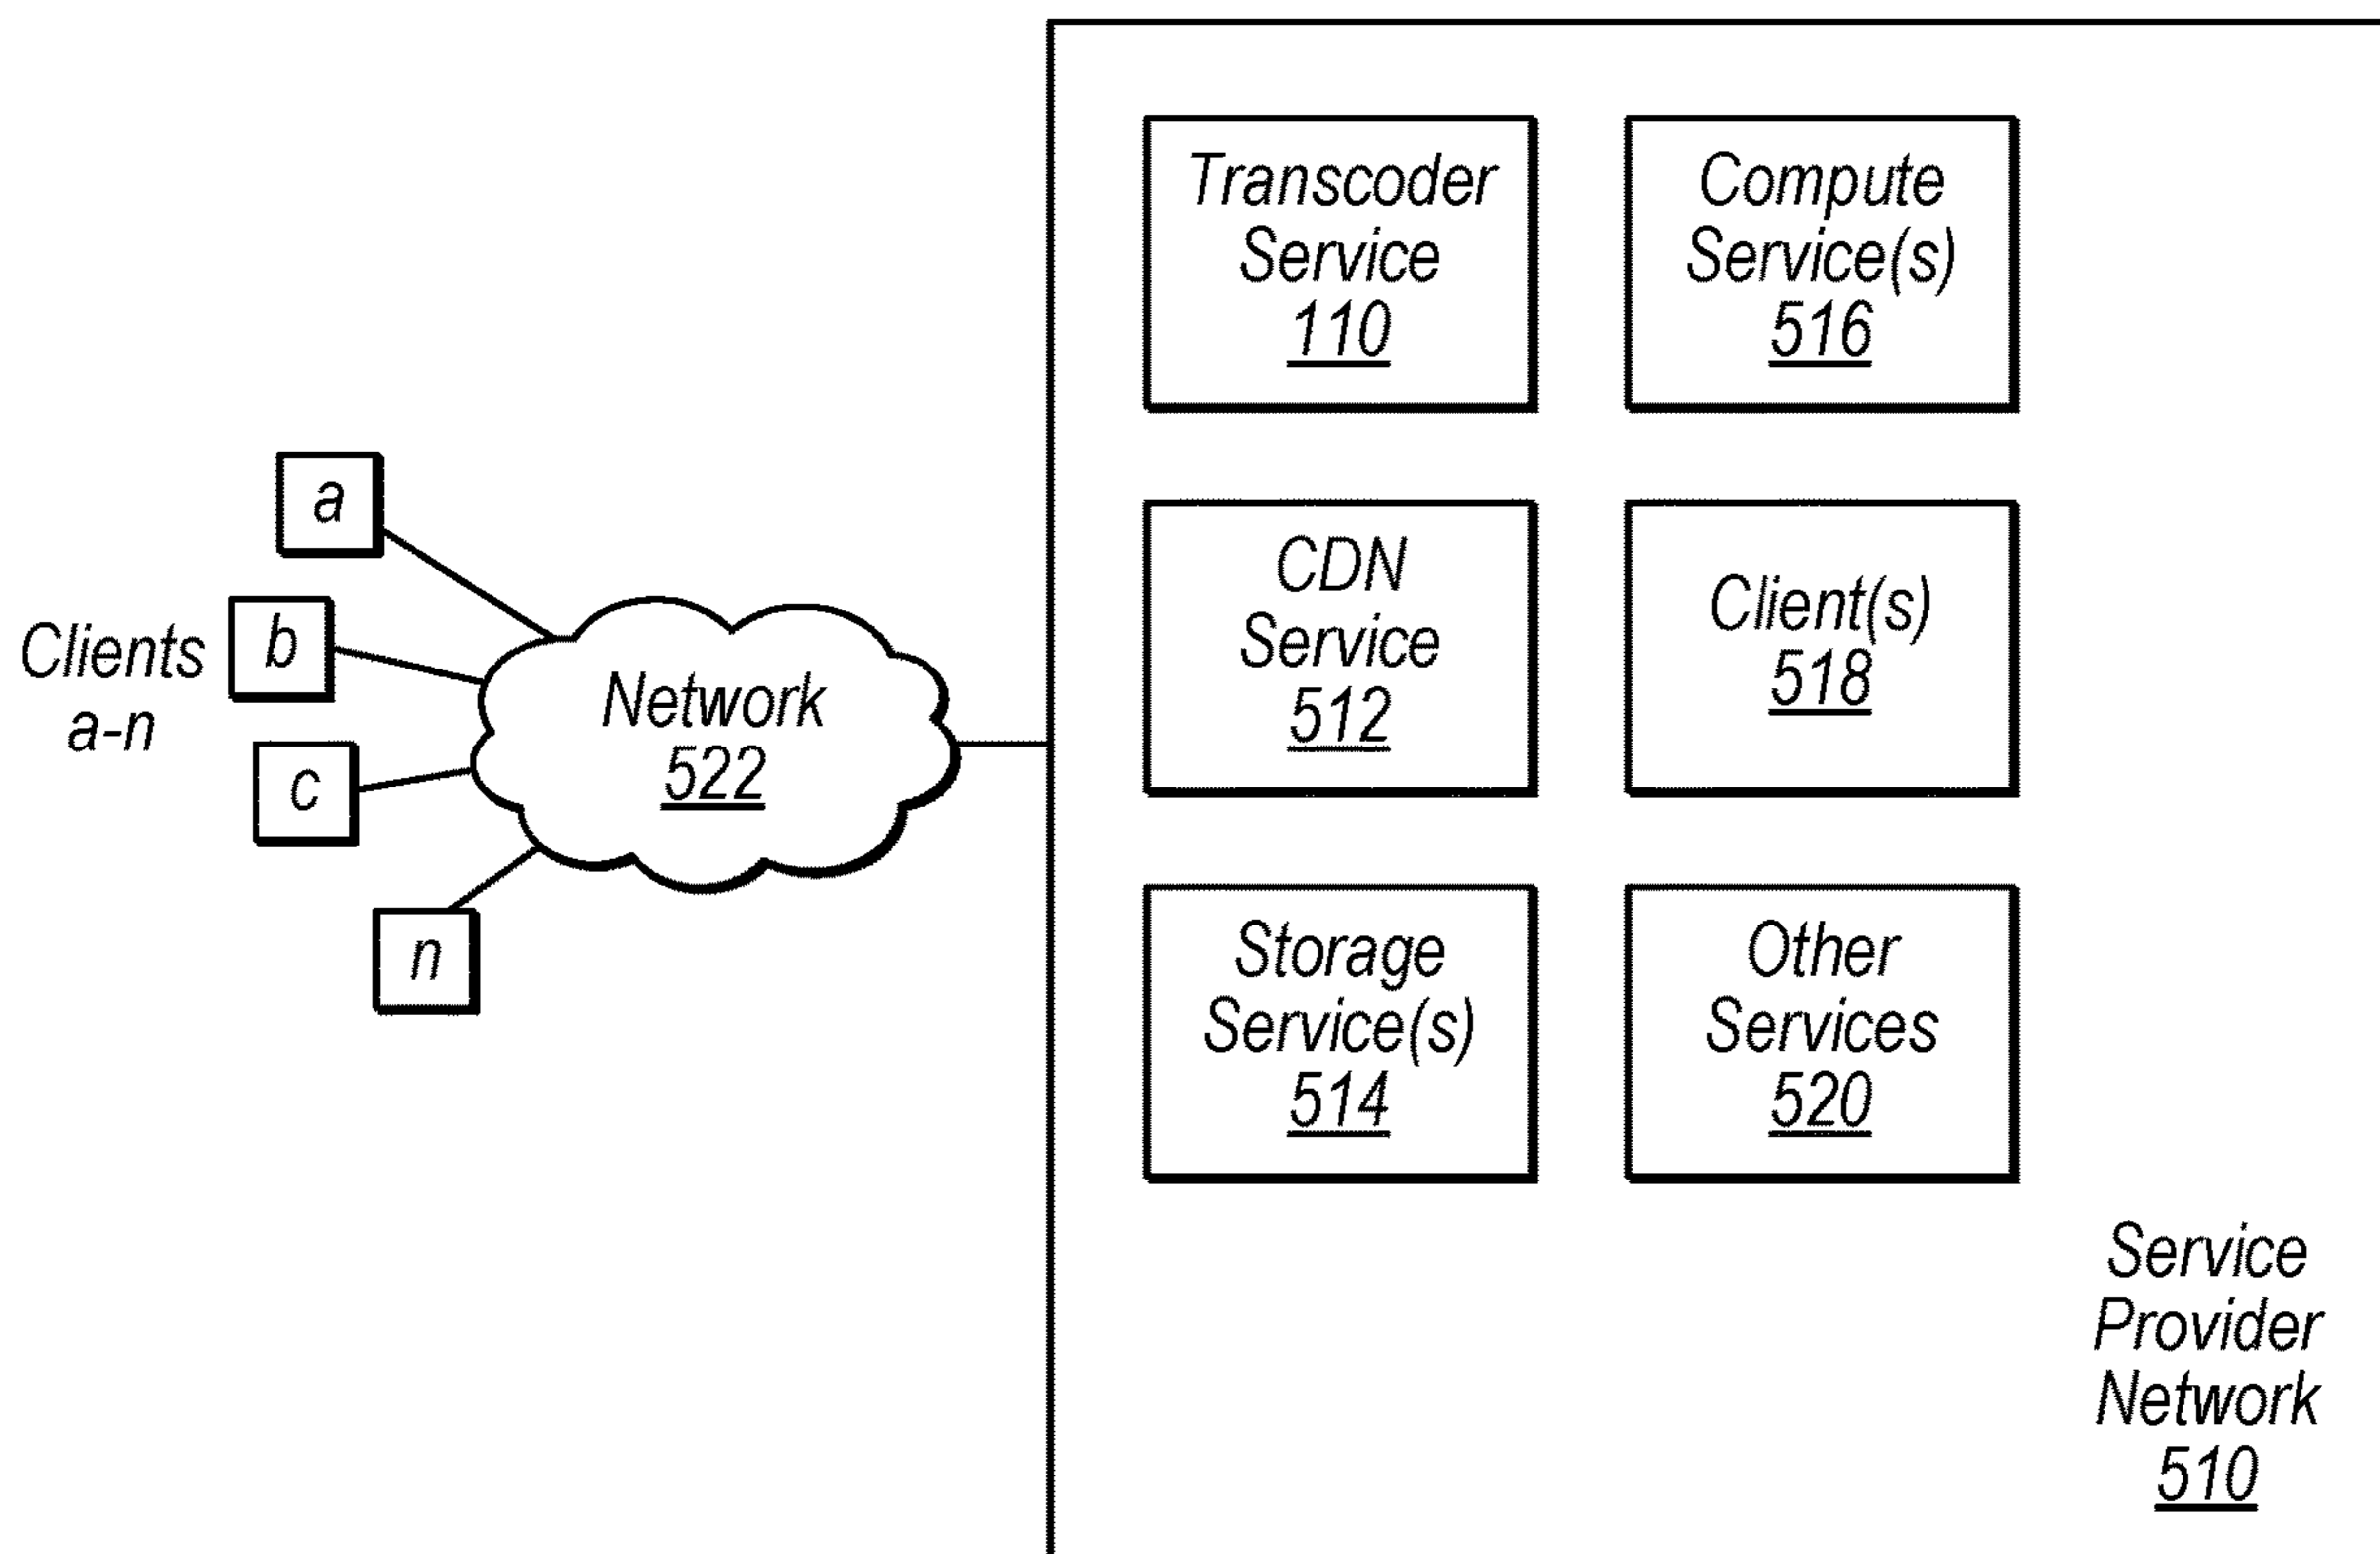 Transcoder
Service
110
Compute
Service(s)
516
a
Clients
a-n
b
c
n
Network
522
CDN
Service
512
Client(s)
518
Storage
Service(s)
514
Other
Services
520
Service
Provider
Network
510